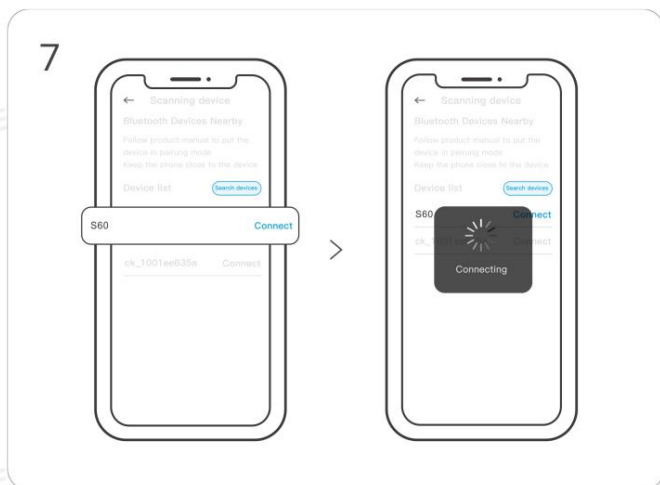 7
← Scanning device
Bluetooth Devices Nearby
Follow product manual to put the
device in pairing mode
Keep the phone close to the device
Device list Search devices
S60 Connect
ck_1001ee635a Connect
>
← Scanning device
Bluetooth Devices Nearby
Follow product manual to put the
device in pairing mode
Keep the phone close to the device
Device list Search devices
S60 Connect
Connecting